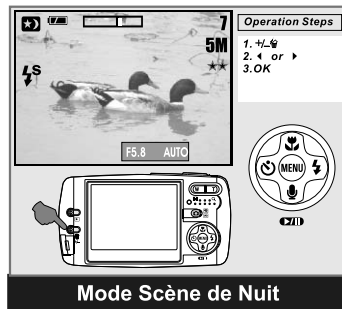 7
5M
★★
⚡S
F5.8 AUTO
Operation Steps
1. +/-
2. ◂ or ▸
3.OK
W T
MENU
Mode Scène de Nuit